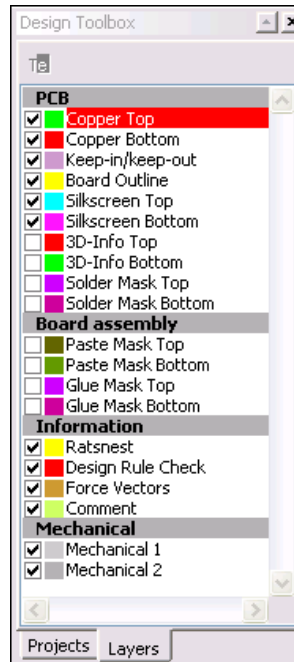 Design Toolbox
Te
PCB
Copper Top
Copper Bottom
Keep-in/keep-out
Board Outline
Silkscreen Top
Silkscreen Bottom
3D-Info Top
3D-Info Bottom
Solder Mask Top
Solder Mask Bottom
Board assembly
Paste Mask Top
Paste Mask Bottom
Glue Mask Top
Glue Mask Bottom
Information
Ratsnest
Design Rule Check
Force Vectors
Comment
Mechanical
Mechanical 1
Mechanical 2
Projects Layers